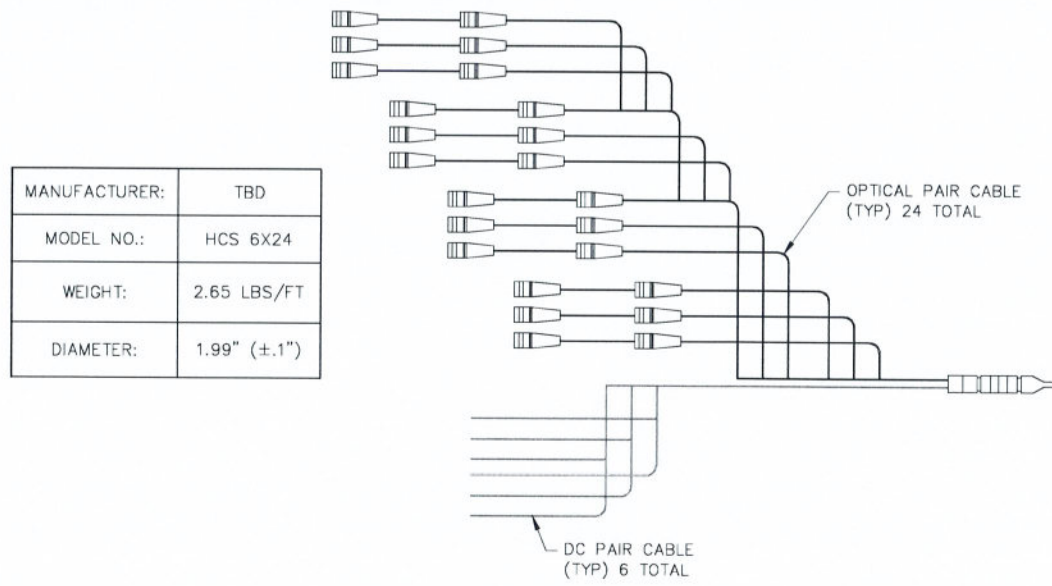 MANUFACTURER: TBD
MODEL NO.: HCS 6X24
WEIGHT: 2.65 LBS/FT
DIAMETER: 1.99" (±.1")
OPTICAL PAIR CABLE
(TYP) 24 TOTAL
DC PAIR CABLE
(TYP) 6 TOTAL